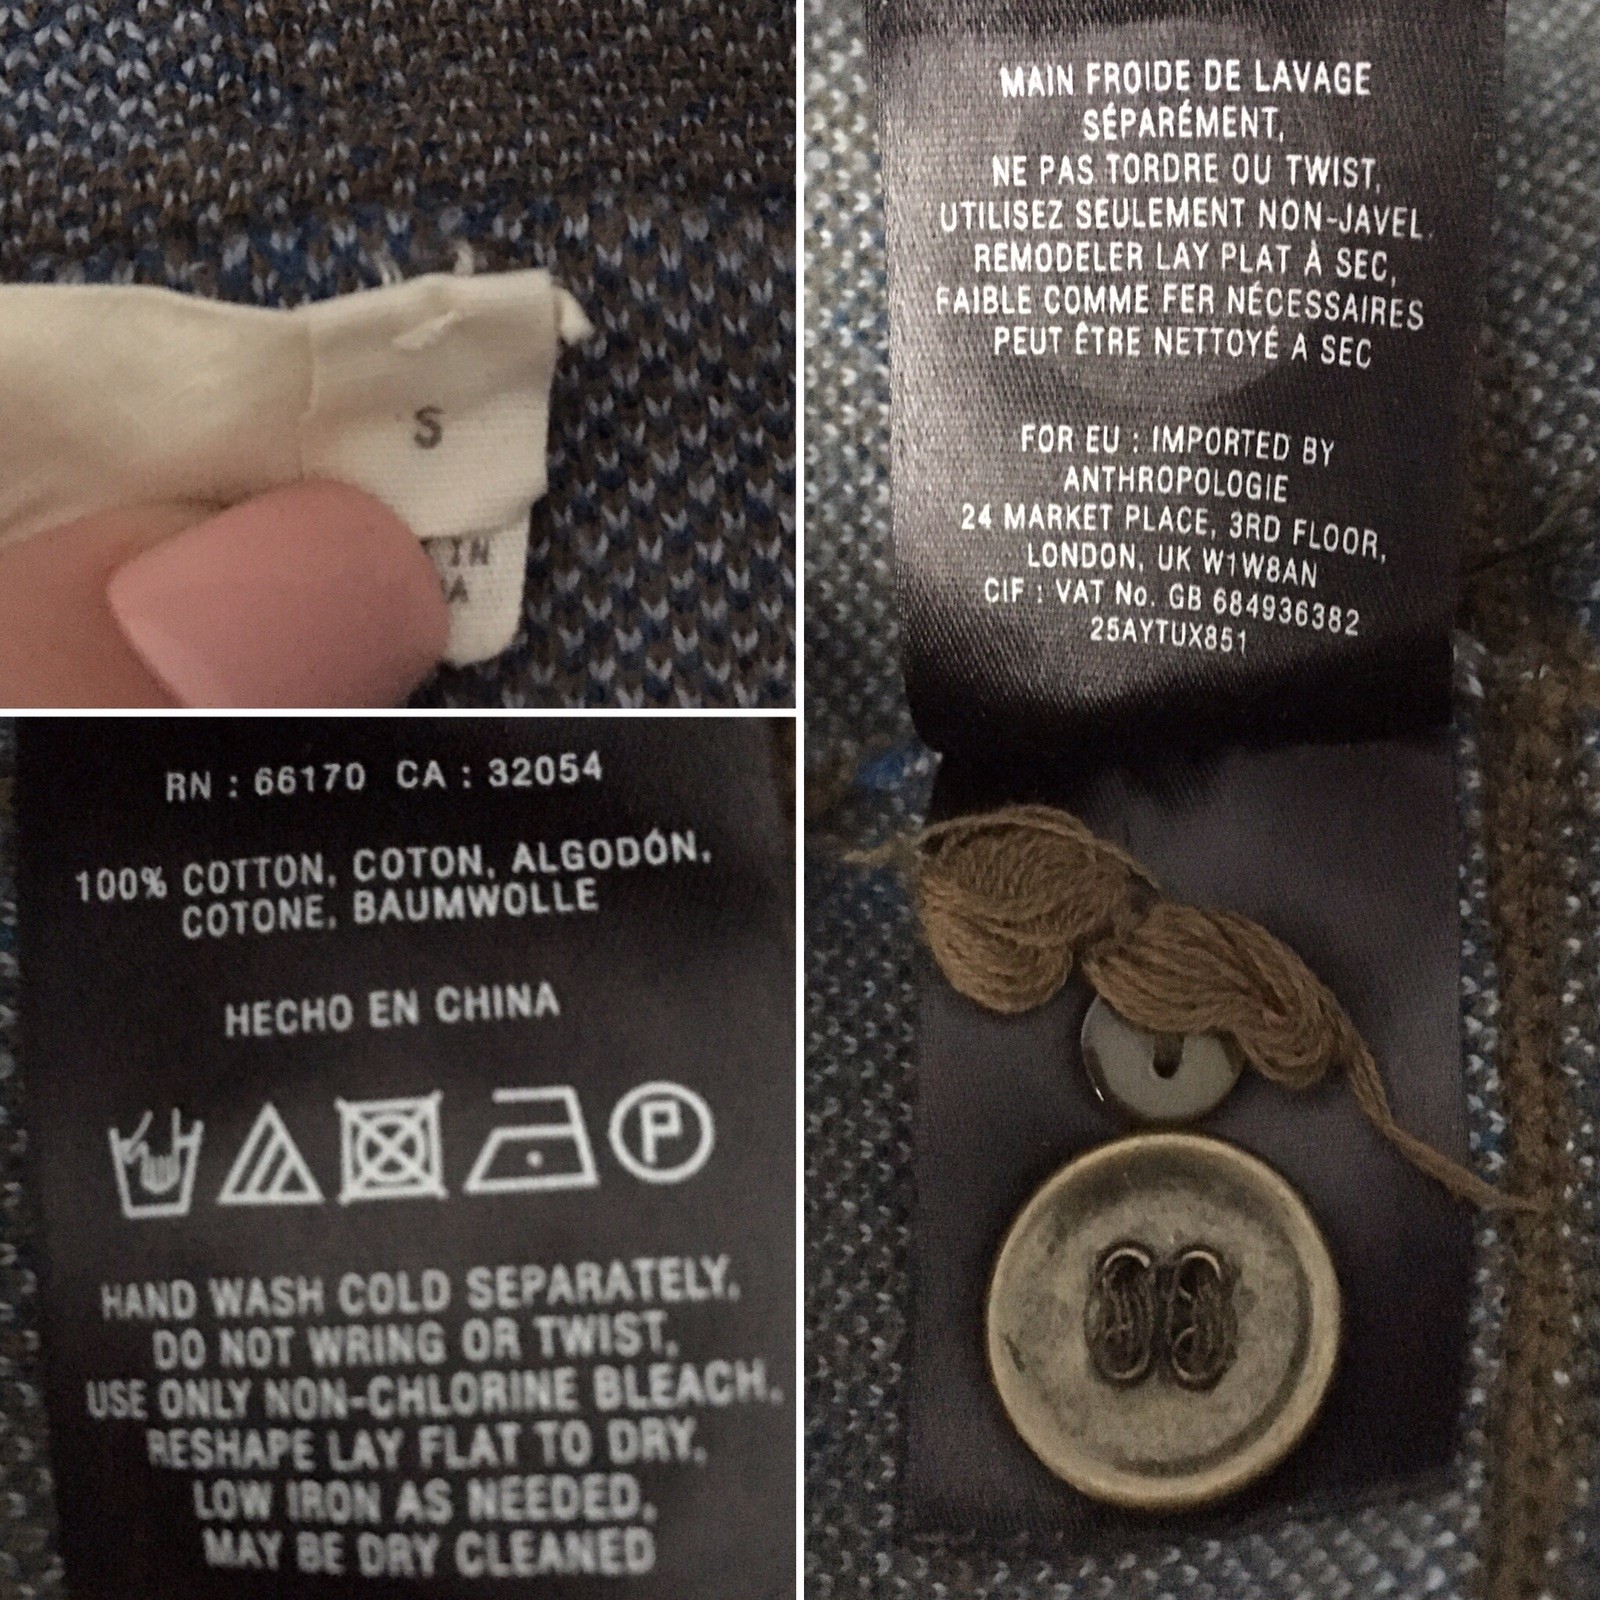 S
IN
RN : 66170 CA : 32054
100% COTTON, COTON, ALGODÓN,
COTONE, BAUMWOLLE
HECHO EN CHINA
P
HAND WASH COLD SEPARATELY,
DO NOT WRING OR TWIST,
USE ONLY NON-CHLORINE BLEACH,
RESHAPE LAY FLAT TO DRY,
LOW IRON AS NEEDED,
MAY BE DRY CLEANED
MAIN FROIDE DE LAVAGE
SÉPARÉMENT,
NE PAS TORDRE OU TWIST,
UTILISEZ SEULEMENT NON-JAVEL.
REMODELER LAY PLAT À SEC,
FAIBLE COMME FER NÉCESSAIRES
PEUT ÊTRE NETTOYÉ A SEC
FOR EU : IMPORTED BY
ANTHROPOLOGIE
24 MARKET PLACE, 3RD FLOOR,
LONDON, UK W1W8AN
CIF : VAT No. GB 684936382
25AYTUX851